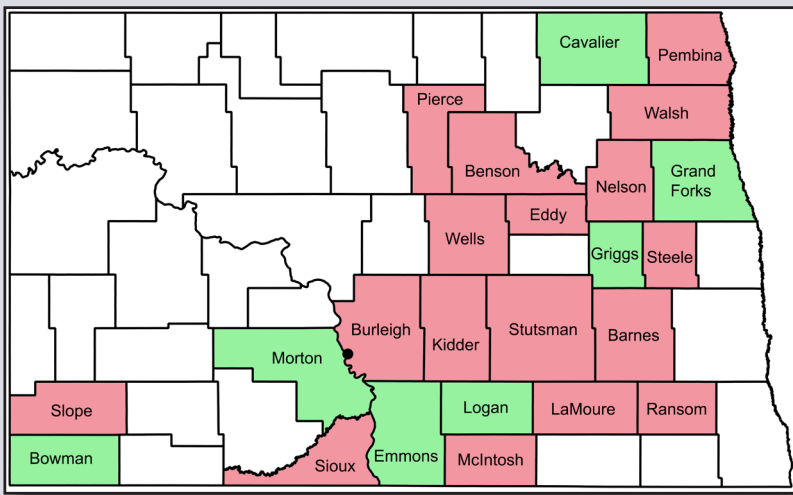 Cavalier
Pembina
Pierce
Walsh
Benson
Nelson
Grand
Forks
Eddy
Wells
Griggs
Steele
Burleigh
Kidder
Stutsman
Barnes
Morton
Slope
Logan
LaMoure
Ransom
Bowman
Sioux
Emmons
McIntosh